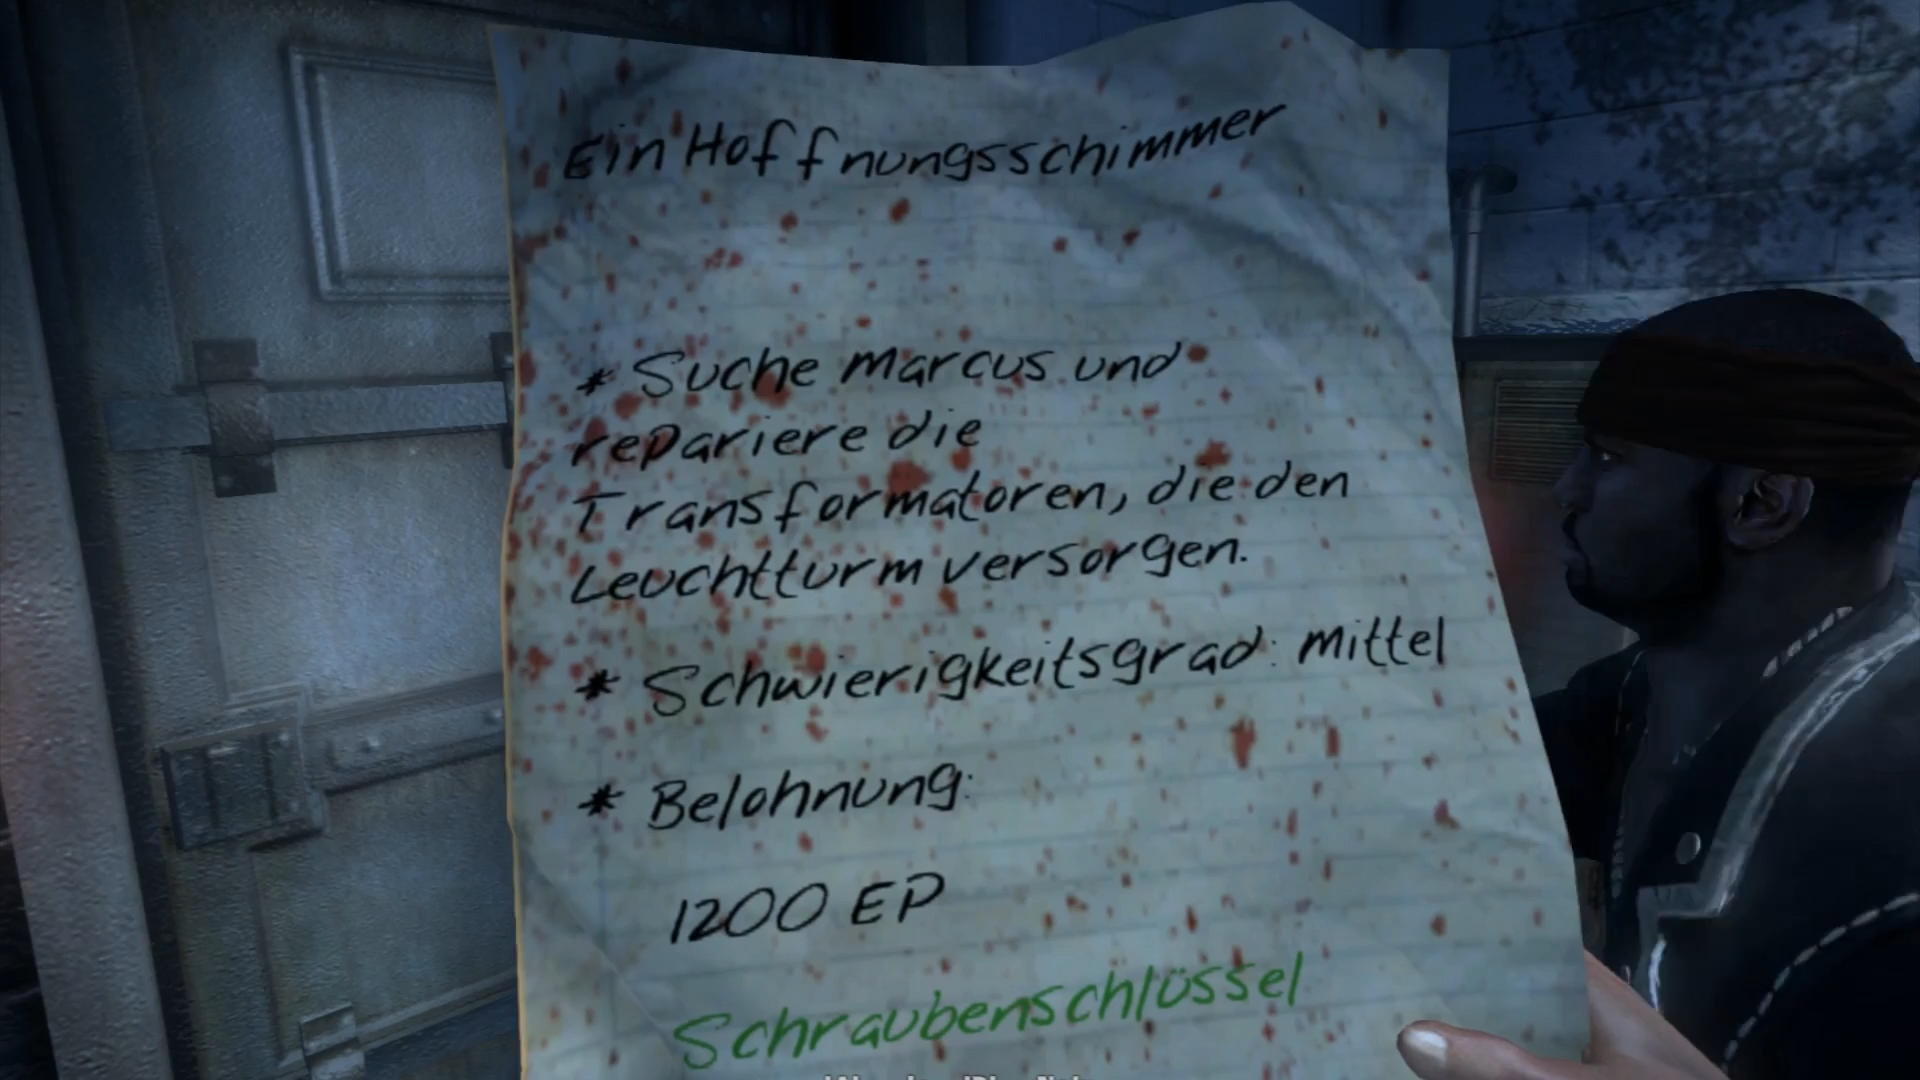 Ein Hoffnungsschimmer
* Suche Marcus und
repariere die
Transformatoren, die den
Leuchtturm versorgen.
* Schwierigkeitsgrad: Mittel
* Belohnung:
1200 EP
Schraubenschlüssel